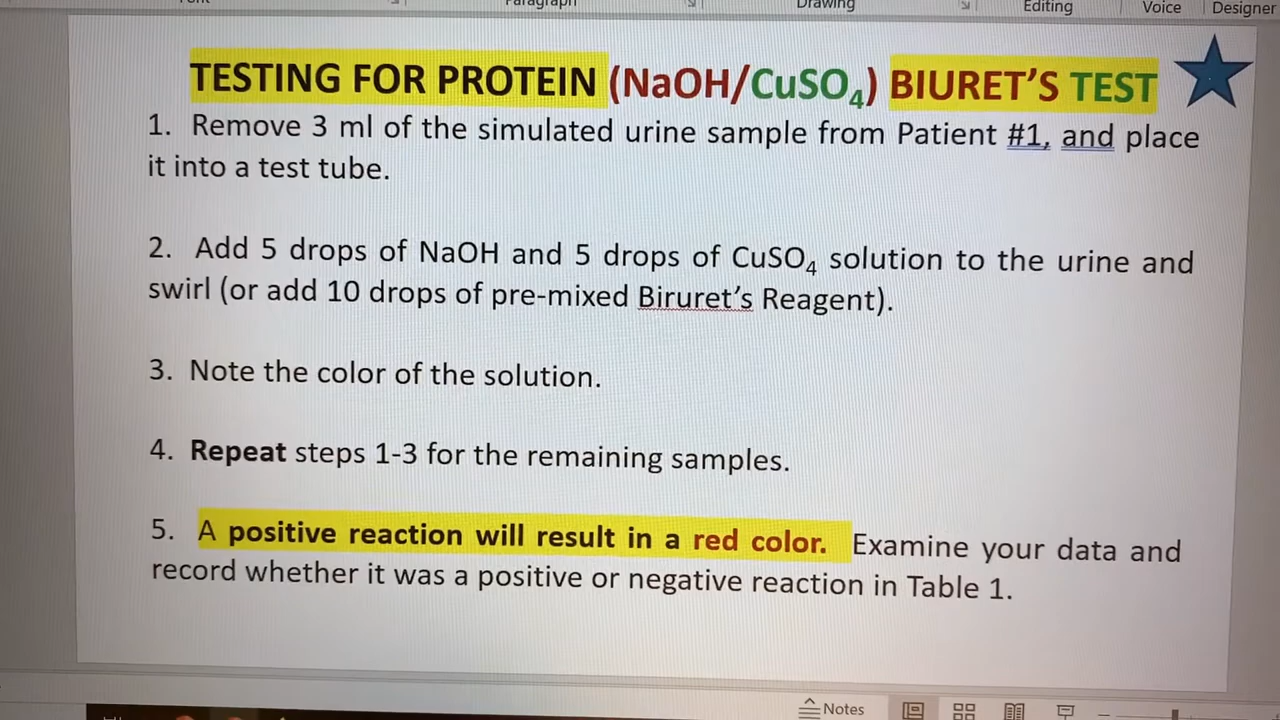 Paragraph
Drawing
Editing
Voice
Designer
TESTING FOR PROTEIN (NaOH/CuSO₄) BIURET'S TEST
1. Remove 3 ml of the simulated urine sample from Patient #1, and place
it into a test tube.
2. Add 5 drops of NaOH and 5 drops of CuSO₄ solution to the urine and
swirl (or add 10 drops of pre-mixed Biruret's Reagent).
3. Note the color of the solution.
4. Repeat steps 1-3 for the remaining samples.
5. A positive reaction will result in a red color. Examine your data and
record whether it was a positive or negative reaction in Table 1.
Notes